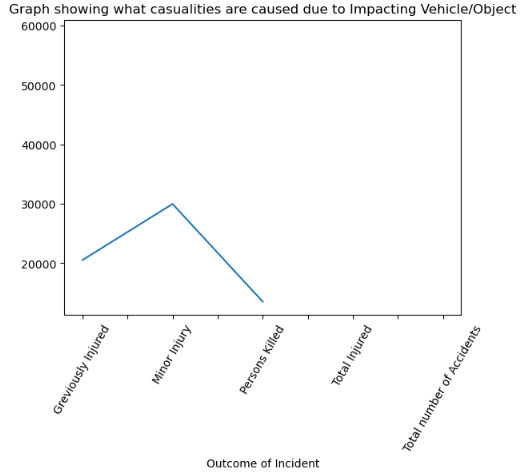 Graph showing what casualities are caused due to Impacting Vehicle/Object
60000
50000
40000
30000
20000
Greviously Injured
Minor Injury
Persons Killed
Total Injured
Total number of Accidents
Outcome of Incident